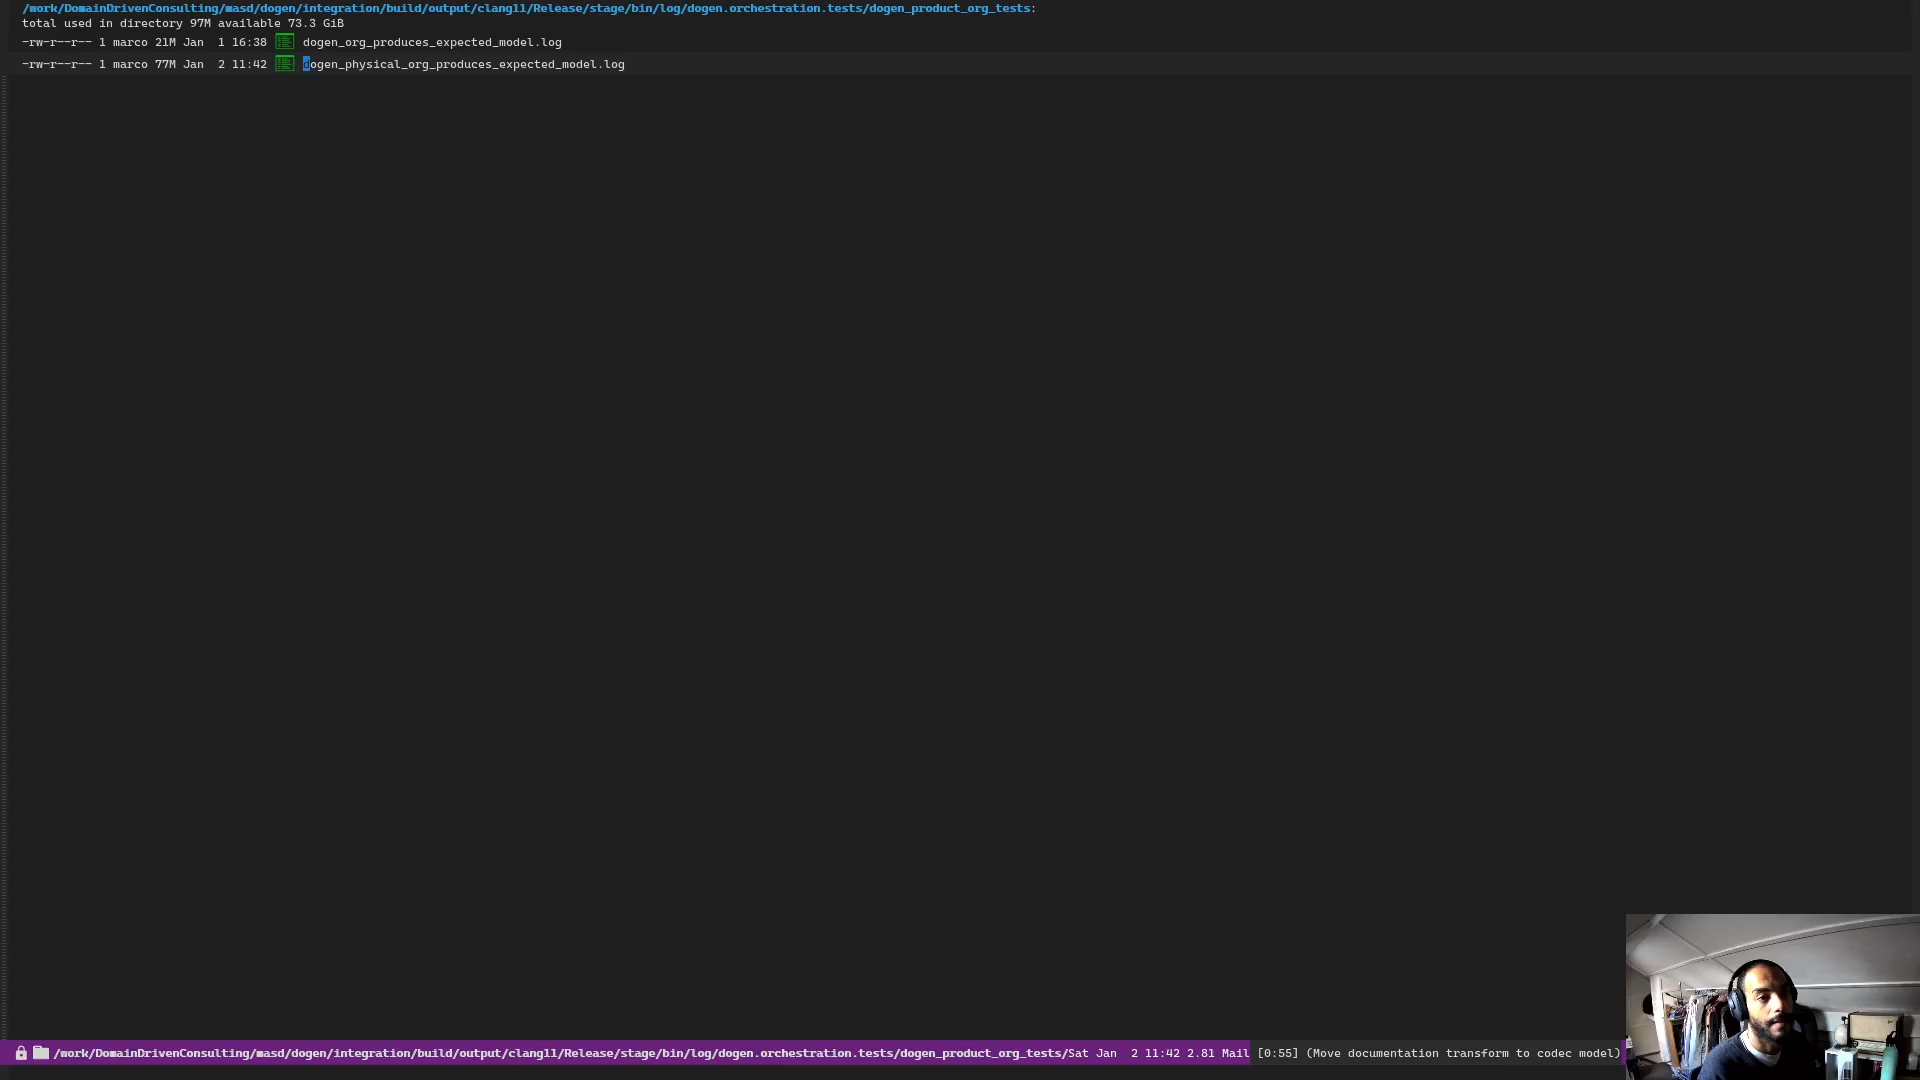 /work/DomainDrivenConsulting/masd/dogen/integration/build/output/clang11/Release/stage/bin/log/dogen.orchestration.tests/dogen_product_org_tests:
total used in directory 97M available 73.3 GiB
-rw-r--r-- 1 marco 21M Jan  1 16:38 dogen_org_produces_expected_model.log
-rw-r--r-- 1 marco 77M Jan  2 11:42 dogen_physical_org_produces_expected_model.log
/work/DomainDrivenConsulting/masd/dogen/integration/build/output/clang11/Release/stage/bin/log/dogen.orchestration.tests/dogen_product_org_tests/Sat Jan  2 11:42 2.81 Mail [0:55] (Move documentation transform to codec model)